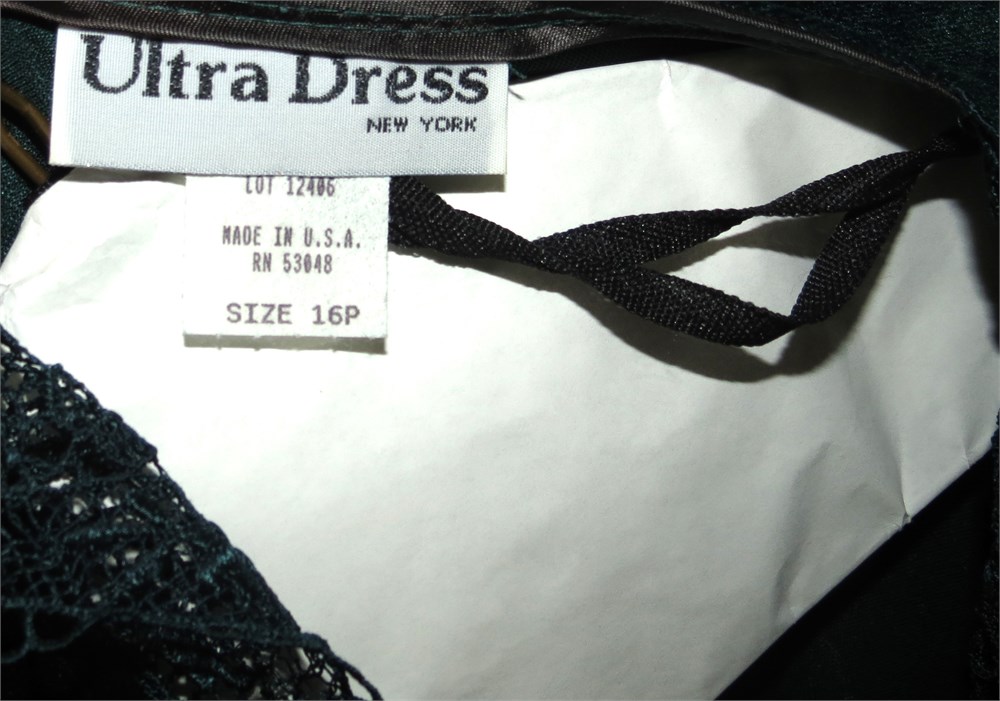 Ultra Dress
NEW YORK
LOT 12406
MADE IN U.S.A.
RN 53048
SIZE 16P